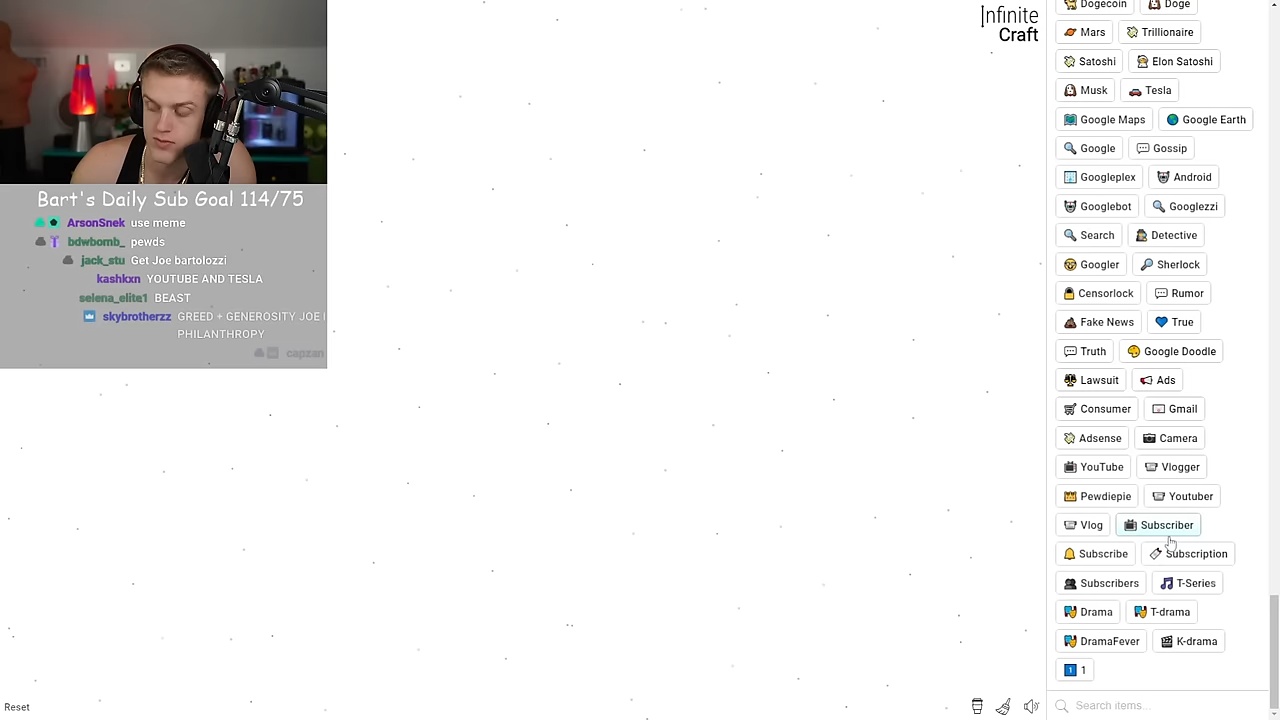 Infinite
Craft
Bart's Daily Sub Goal 114/75
ArsonSnek use meme
bdwbomb_ pewds
jack_stu Get Joe bartolozzi
kashkxn YOUTUBE AND TESLA
selena_elite1 BEAST
skybrotherzz GREED + GENEROSITY JOE I
PHILANTHROPY
capzan
Dogecoin Doge
Mars Trillionaire
Satoshi Elon Satoshi
Musk Tesla
Google Maps Google Earth
Google Gossip
Googleplex Android
Googlebot Googlezzi
Search Detective
Googler Sherlock
Censorlock Rumor
Fake News True
Truth Google Doodle
Lawsuit Ads
Consumer Gmail
Adsense Camera
YouTube Vlogger
Pewdiepie Youtuber
Vlog Subscriber
Subscribe Subscription
Subscribers T-Series
Drama T-drama
DramaFever K-drama
1 1
Reset
Search items...